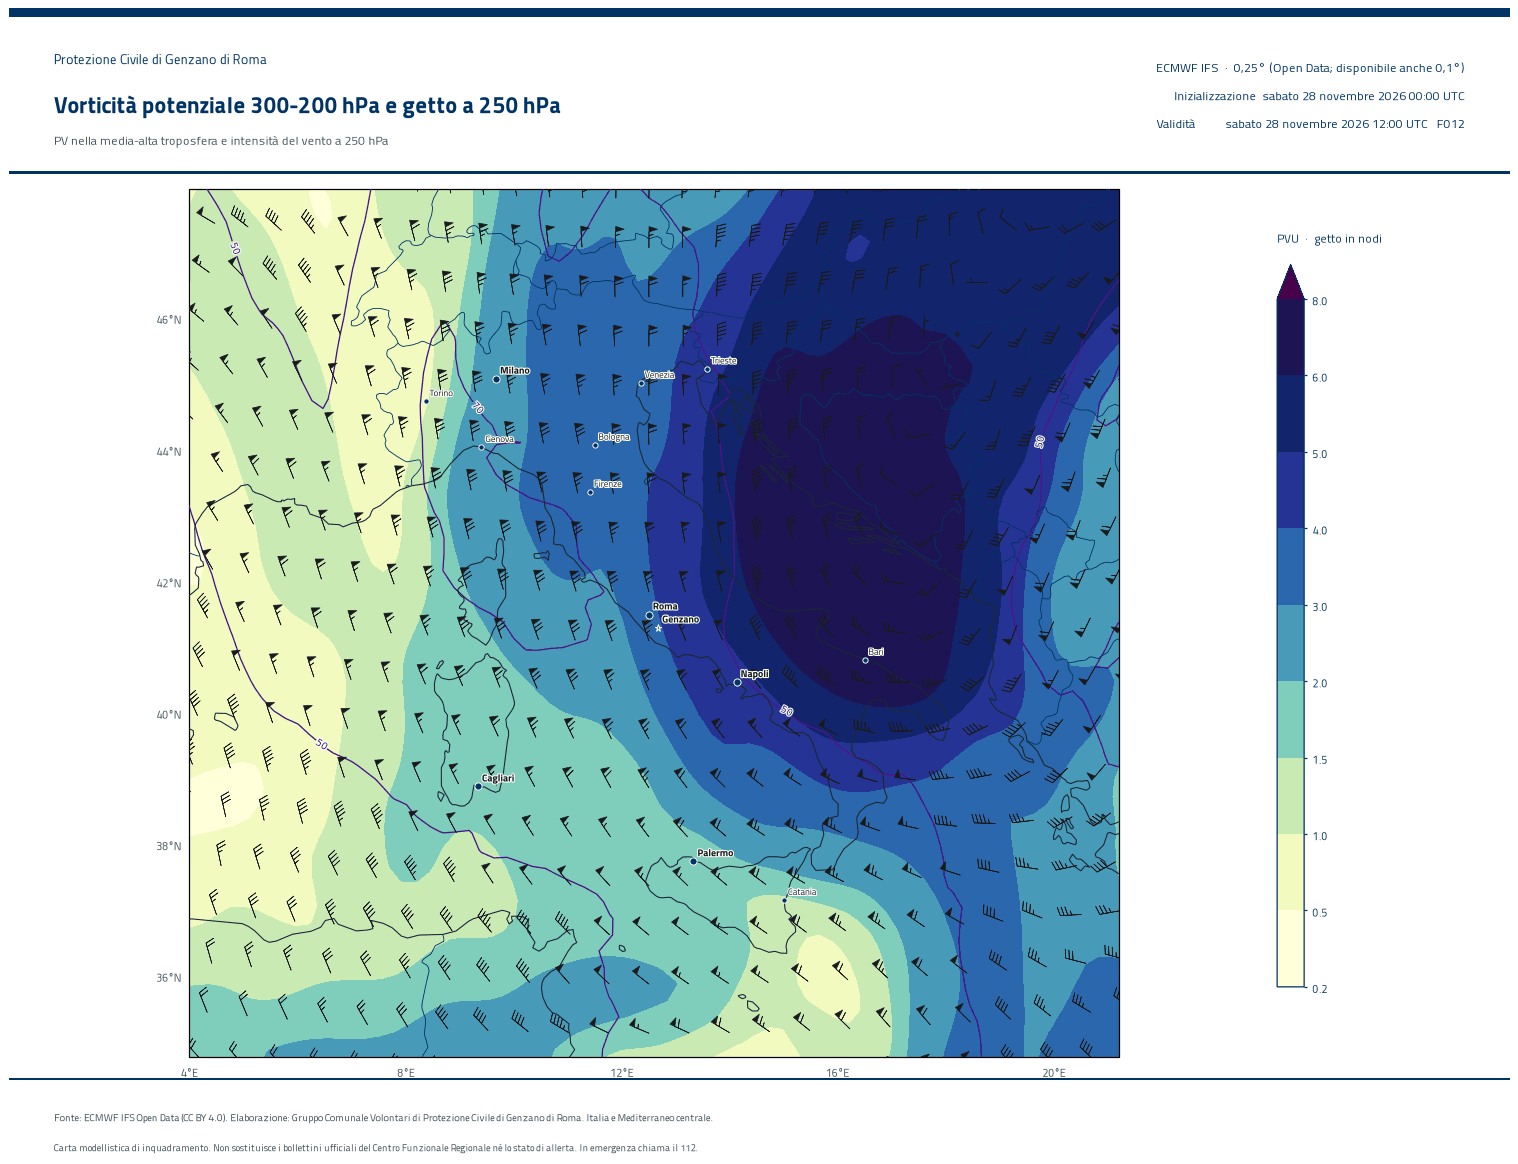 Protezione Civile di Genzano di Roma
Vorticità potenziale 300-200 hPa e getto a 250 hPa
PV nella media-alta troposfera e intensità del vento a 250 hPa
ECMWF IFS · 0,25° (Open Data; disponibile anche 0,1°)
Inizializzazione sabato 28 novembre 2026 00:00 UTC
Validità sabato 28 novembre 2026 12:00 UTC F012
PVU · getto in nodi
8.0
6.0
5.0
4.0
3.0
2.0
1.5
1.0
0.5
0.2
46°N
44°N
42°N
40°N
38°N
36°N
4°E
8°E
12°E
16°E
20°E
50
Trieste
Milano
Venezia
Torino
70
Genova
Bologna
50
Firenze
Roma
Genzano
Bari
Napoli
50
50
Cagliari
Palermo
Catania
Fonte: ECMWF IFS Open Data (CC BY 4.0). Elaborazione: Gruppo Comunale Volontari di Protezione Civile di Genzano di Roma. Italia e Mediterraneo centrale.
Carta modellistica di inquadramento. Non sostituisce i bollettini ufficiali del Centro Funzionale Regionale né lo stato di allerta. In emergenza chiama il 112.